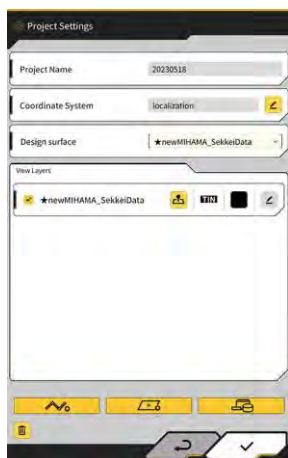 Project Settings
Project Name 20230518
Coordinate System localization
Design surface ★newMIHAMA_SekkeiData
View Layers
★newMIHAMA_SekkeiData TIN